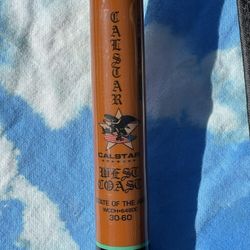 CALSTAR
CALSTAR
WEST
COAST
STATE OF THE ART
30-60